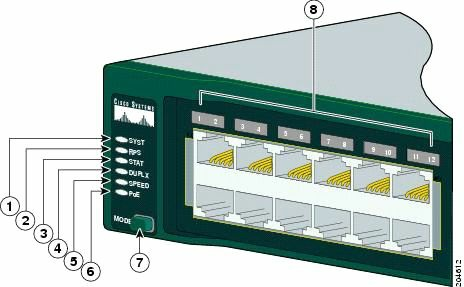 8
CISCO SYSTEMS
1 2 3 4 5 6 7 8 9 10 11 12
SYST
RPS
STAT
DUPLX
SPEED
PoE
MODE
1
2
3
4
5
6
7
204612